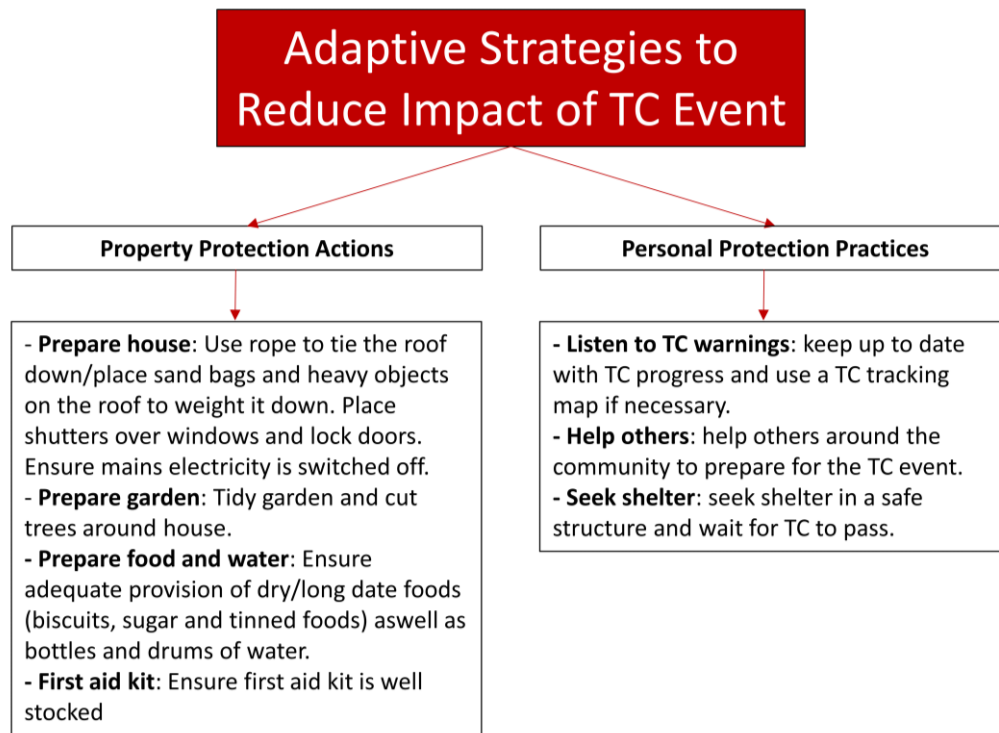 Adaptive Strategies to
Reduce Impact of TC Event
Property Protection Actions
- Prepare house: Use rope to tie the roof
down/place sand bags and heavy objects
on the roof to weight it down. Place
shutters over windows and lock doors.
Ensure mains electricity is switched off.
- Prepare garden: Tidy garden and cut
trees around house.
- Prepare food and water: Ensure
adequate provision of dry/long date foods
(biscuits, sugar and tinned foods) aswell as
bottles and drums of water.
- First aid kit: Ensure first aid kit is well
stocked
Personal Protection Practices
- Listen to TC warnings: keep up to date
with TC progress and use a TC tracking
map if necessary.
- Help others: help others around the
community to prepare for the TC event.
- Seek shelter: seek shelter in a safe
structure and wait for TC to pass.